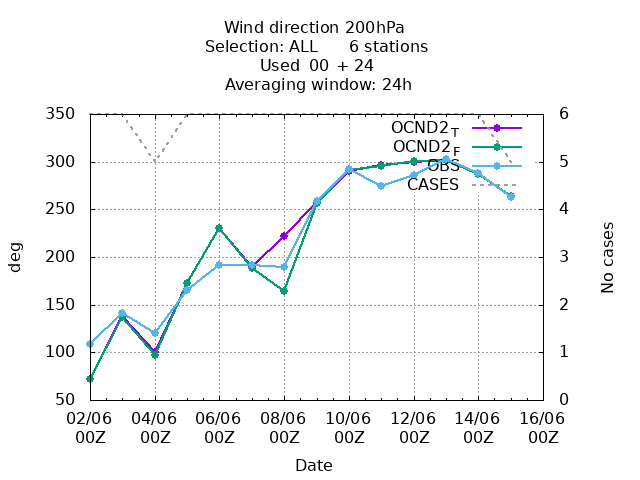 Wind direction 200hPa
Selection: ALL 6 stations
Used 00 + 24
Averaging window: 24h
350 6
OCND2T
OCND2F
300 OBS 5
CASES
250 4
200 3
deg
No cases
150 2
100 1
50 0
02/06 04/06 06/06 08/06 10/06 12/06 14/06 16/06
00Z 00Z 00Z 00Z 00Z 00Z 00Z 00Z
Date